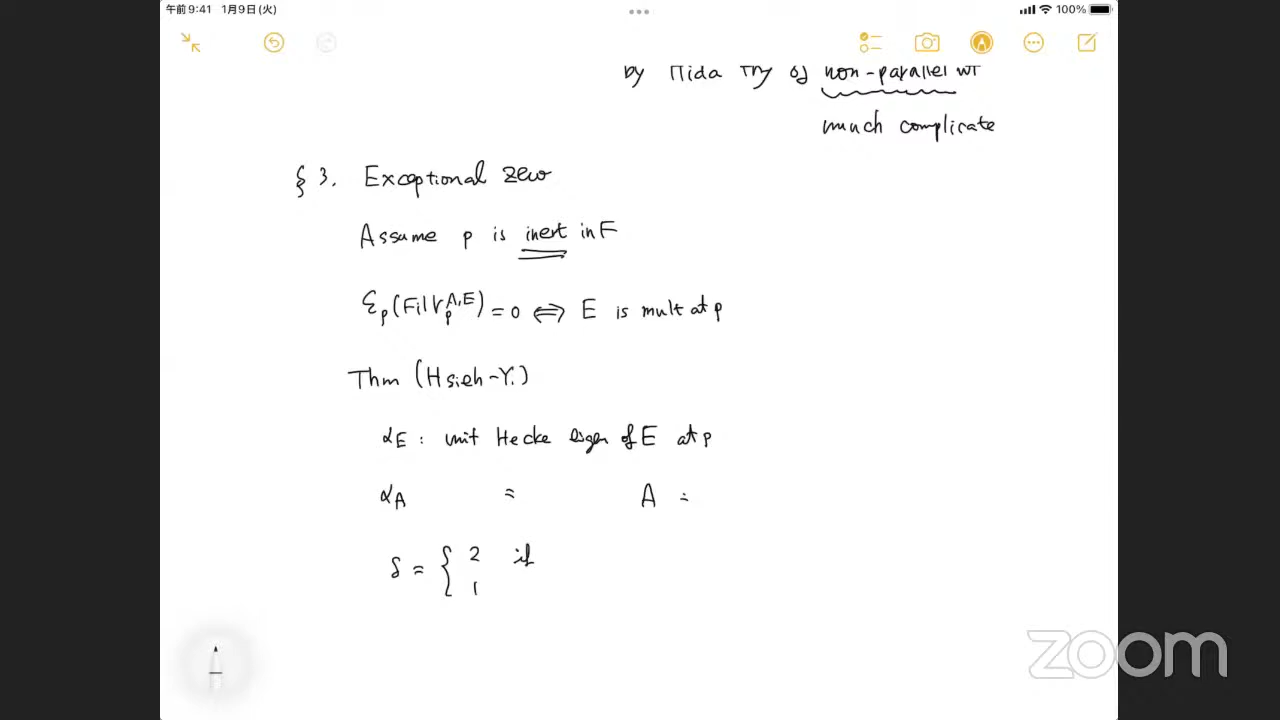 午前9:41 1月9日(火)
100%
by Hida Thy of non-parallel wt
much complicate
§ 3. Exceptional zero
Assume p is inert in F
Ɛp(Fil Vp^{A,E}) = 0 ⟺ E is mult at p
Thm (Hsieh-Y.)
αE : unit Hecke eigen of E at p
αA = A =
δ = { 2 if
1
zoom